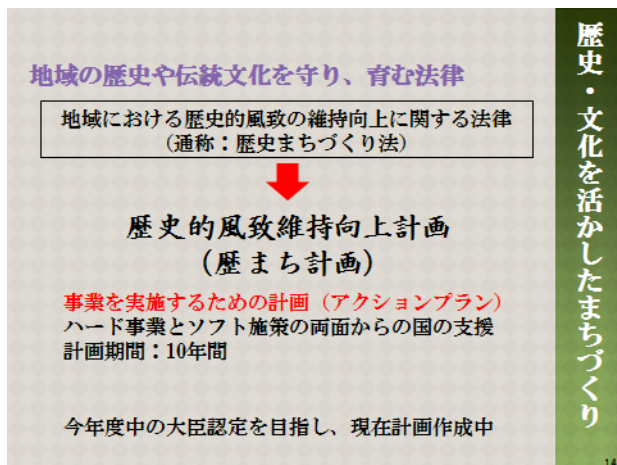 歴史・文化を活かしたまちづくり
地域の歴史や伝統文化を守り、育む法律
地域における歴史的風致の維持向上に関する法律
（通称：歴史まちづくり法）
歴史的風致維持向上計画
（歴まち計画）
事業を実施するための計画（アクションプラン）
ハード事業とソフト施策の両面からの国の支援
計画期間：10年間
今年度中の大臣認定を目指し、現在計画作成中
14